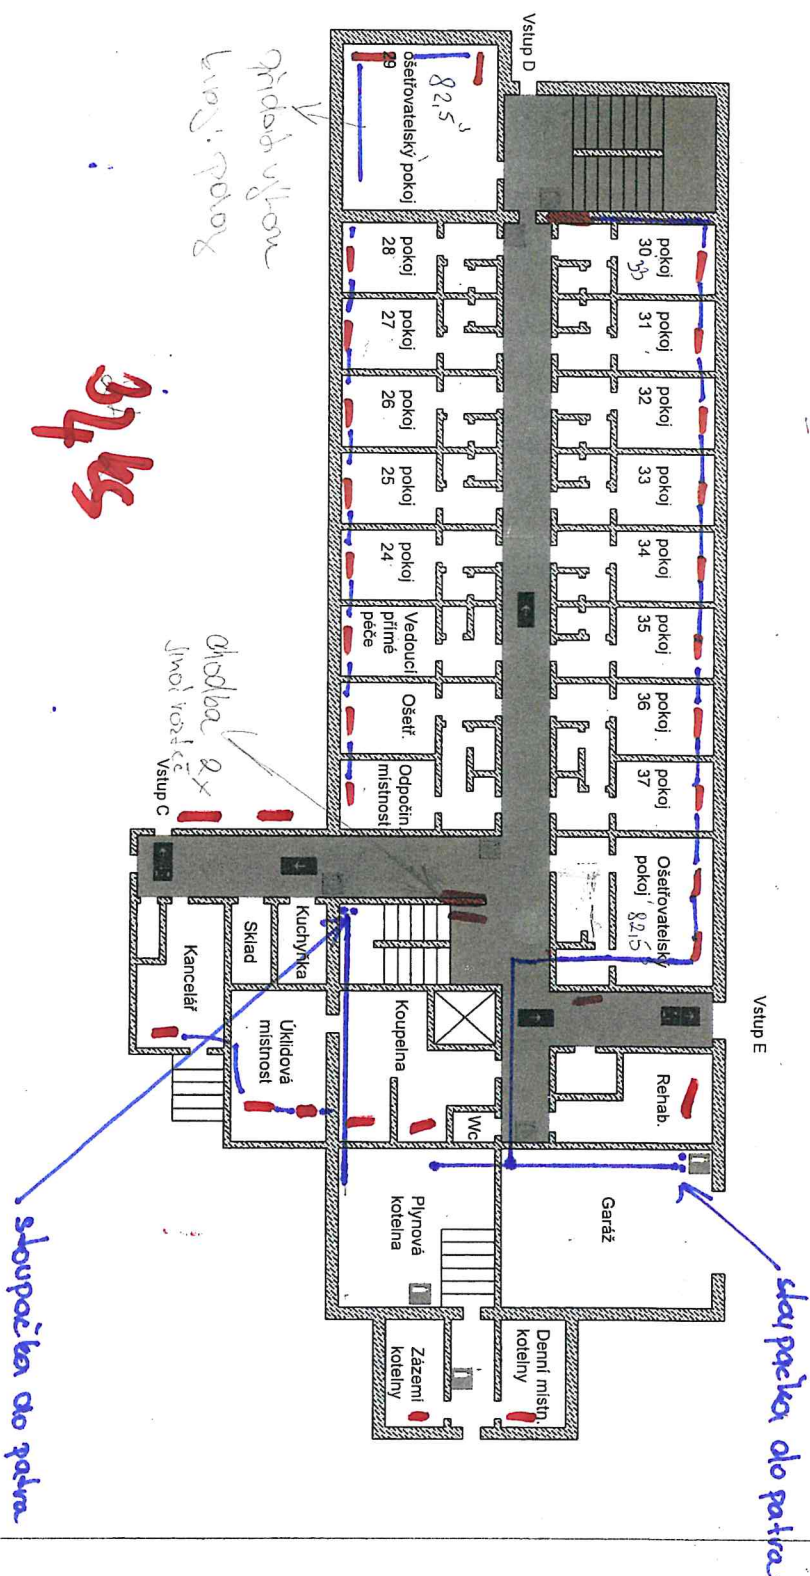 Vstup D
ošetřovatelský pokoj
29
82,5
přidat výkon
pokoj
28
pokoj
27
pokoj
26
pokoj
25
pokoj
24
Vedoucí
přímé
péče
Ošetř.
Odpočin.
místnost
pokoj
30
33
pokoj
31
pokoj
32
pokoj
33
pokoj
34
pokoj
35
pokoj
36
pokoj
37
Ošetřovatelský
pokoj
82,5
34 ks
chodba 2x
Vstup C
Vstup E
Kuchyňka
Sklad
Kancelář
Úklidová
místnost
Koupelna
Wc
Rehab.
Garáž
Plynová
kotelna
Zázemí
kotelny
Denní místn.
kotelny
stoupačka do patra
stoupačka do patra